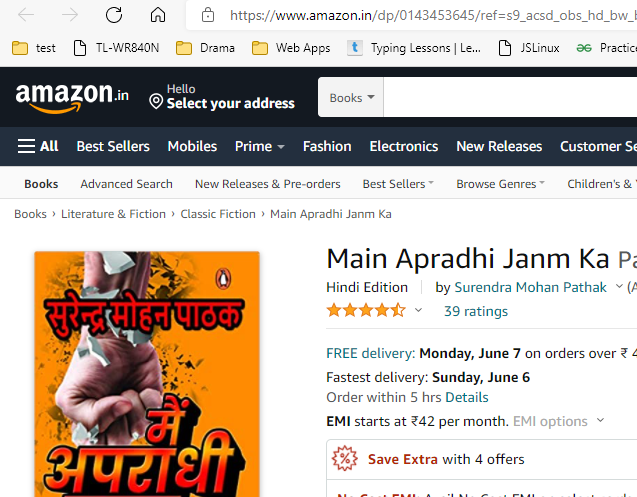 https://www.amazon.in/dp/0143453645/ref=s9_acsd_obs_hd_bw_b
test TL-WR840N Drama Web Apps Typing Lessons | Le... JSLinux Practice
amazon.in Hello
Select your address Books
All Best Sellers Mobiles Prime Fashion Electronics New Releases Customer Se
Books Advanced Search New Releases & Pre-orders Best Sellers Browse Genres Children's &
Books › Literature & Fiction › Classic Fiction › Main Apradhi Janm Ka
Main Apradhi Janm Ka Pa
Hindi Edition by Surendra Mohan Pathak (A
39 ratings
सुरेन्द्र मोहन पाठक
मैं
अपराधी
FREE delivery: Monday, June 7 on orders over ₹ 4
Fastest delivery: Sunday, June 6
Order within 5 hrs Details
EMI starts at ₹42 per month. EMI options
Save Extra with 4 offers